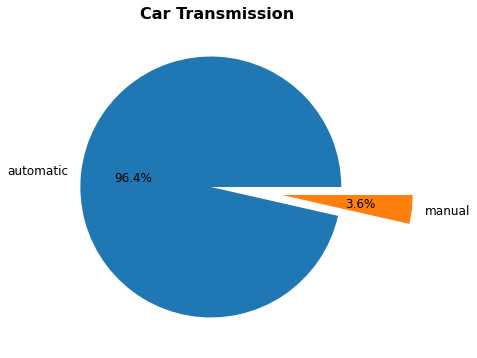 Car Transmission
automatic
96.4%
3.6%
manual